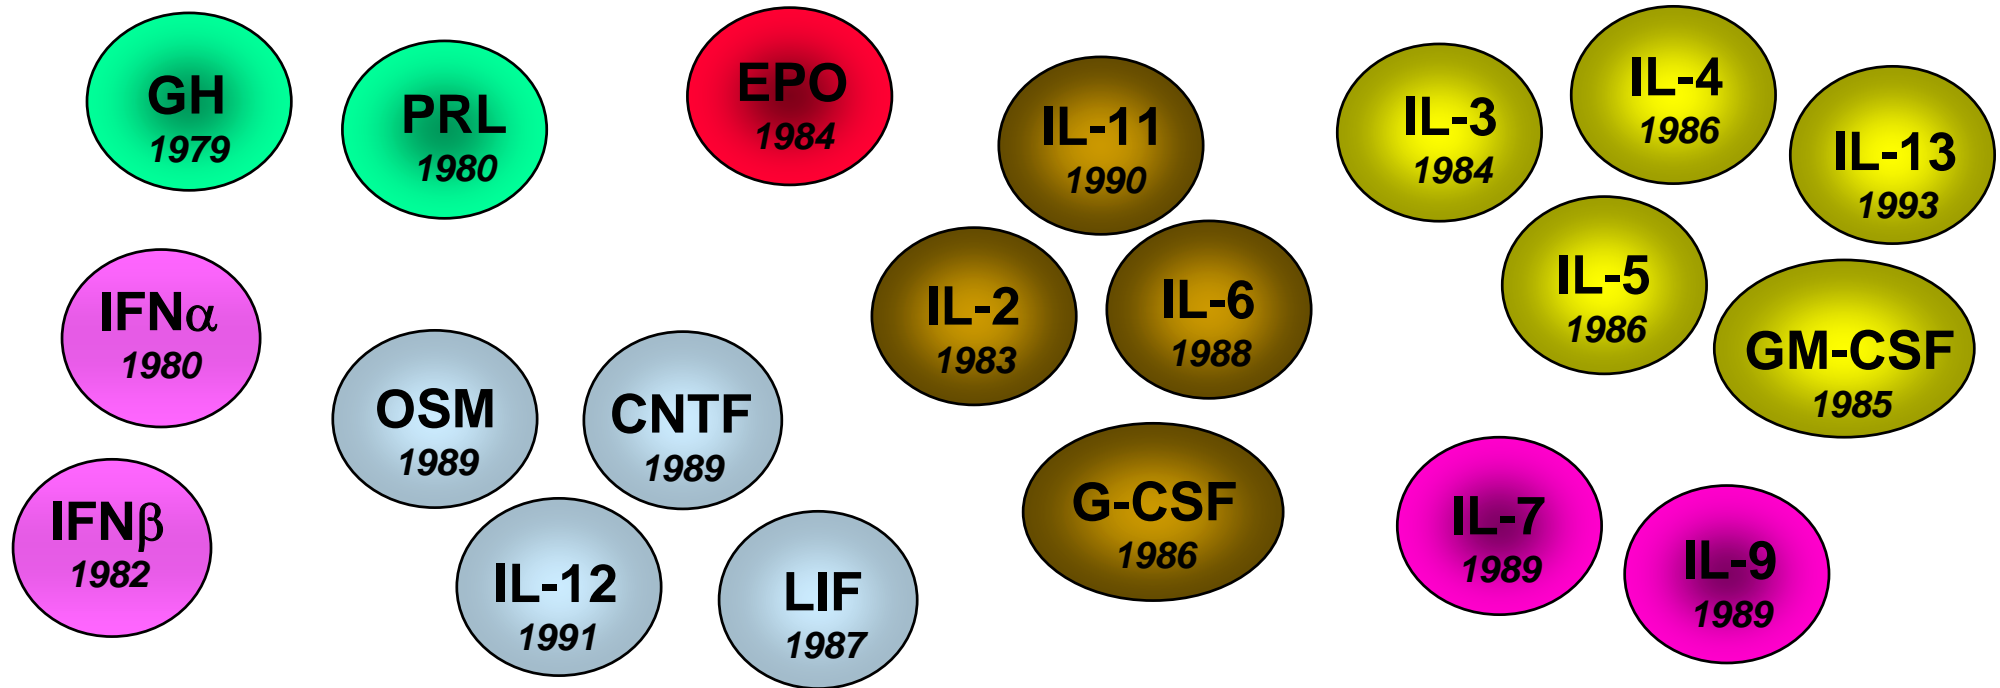 GH
1979
PRL
1980
EPO
1984
IL-11
1990
IL-3
1984
IL-4
1986
IL-13
1993
IFNα
1980
IL-2
1983
IL-6
1988
IL-5
1986
GM-CSF
1985
OSM
1989
CNTF
1989
IFNβ
1982
IL-12
1991
LIF
1987
G-CSF
1986
IL-7
1989
IL-9
1989